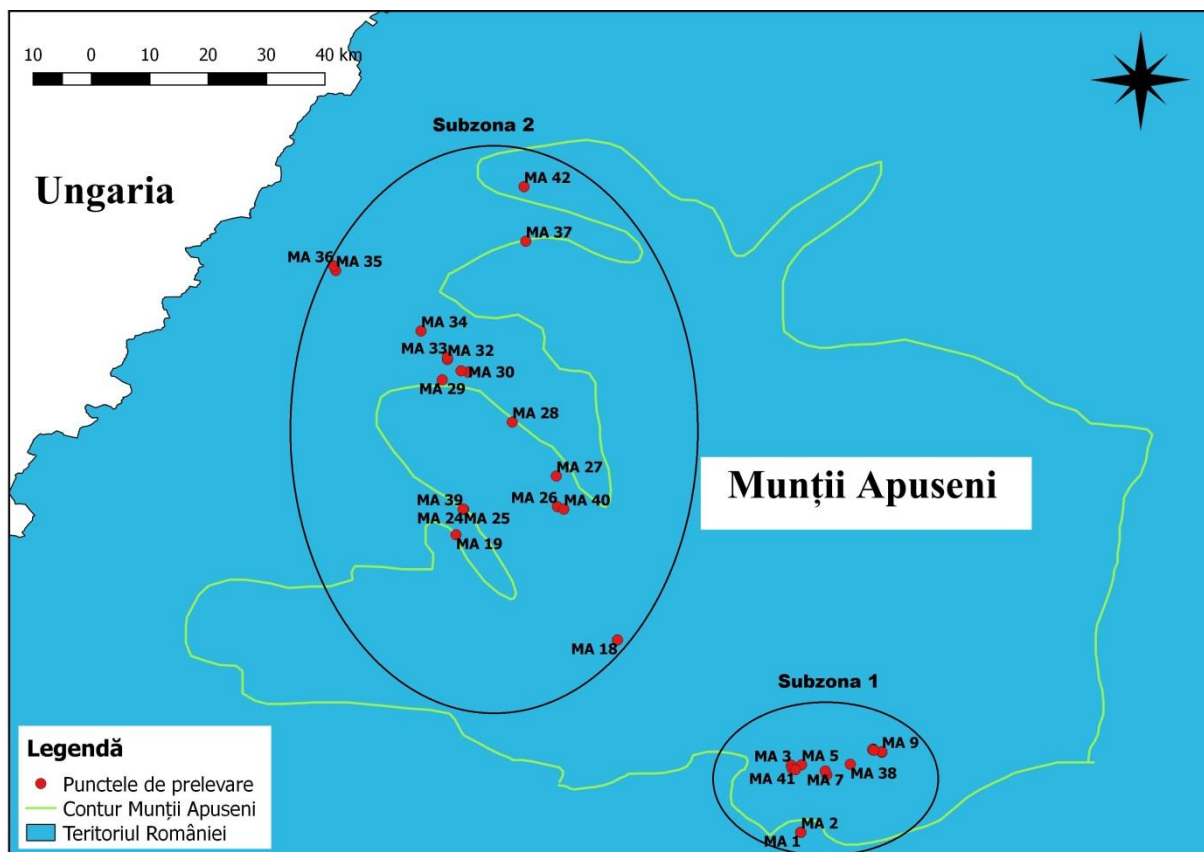 10 0 10 20 30 40 km
Subzona 2
Ungaria
MA 42
MA 37
MA 36
MA 35
MA 34
MA 33
MA 32
MA 30
MA 29
MA 28
MA 27
MA 26
MA 40
MA 39
MA 24
MA 25
MA 19
MA 18
Munții Apuseni
Subzona 1
MA 9
MA 3
MA 5
MA 41
MA 7
MA 38
MA 2
MA 1
Legendă
Punctele de prelevare
Contur Munții Apuseni
Teritoriul României